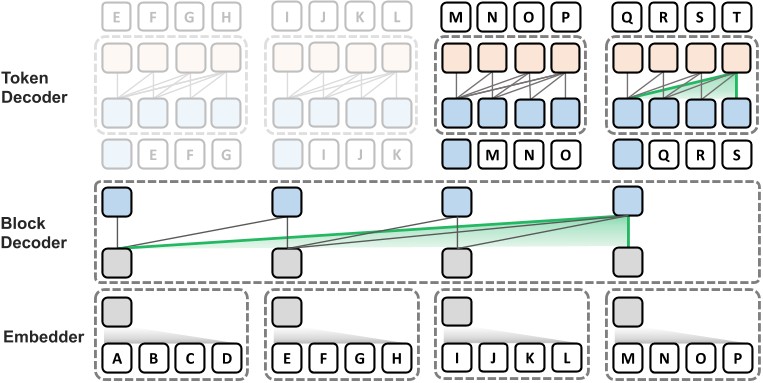 E F G H I J K L M N O P Q R S T
Token
Decoder
E F G I J K M N O Q R S
Block
Decoder
Embedder
A B C D E F G H I J K L M N O P